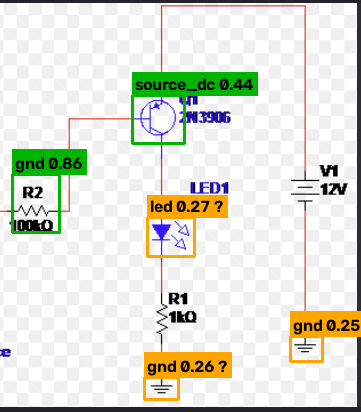 source_dc 0.44
2N3906
gnd 0.86
R2
100kΩ
LED1
led 0.27 ?
V1
12V
R1
1kΩ
gnd 0.25
gnd 0.26 ?
e